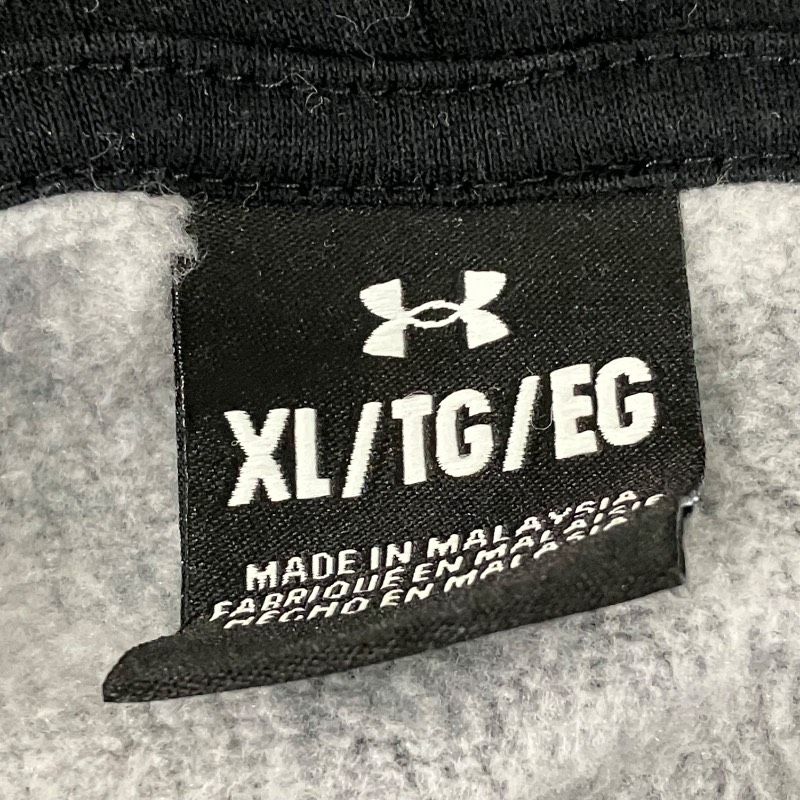 XL/TG/EG
MADE IN MALAYSIA
FABRIQUÉ EN MALAISIE
HECHO EN MALASIA